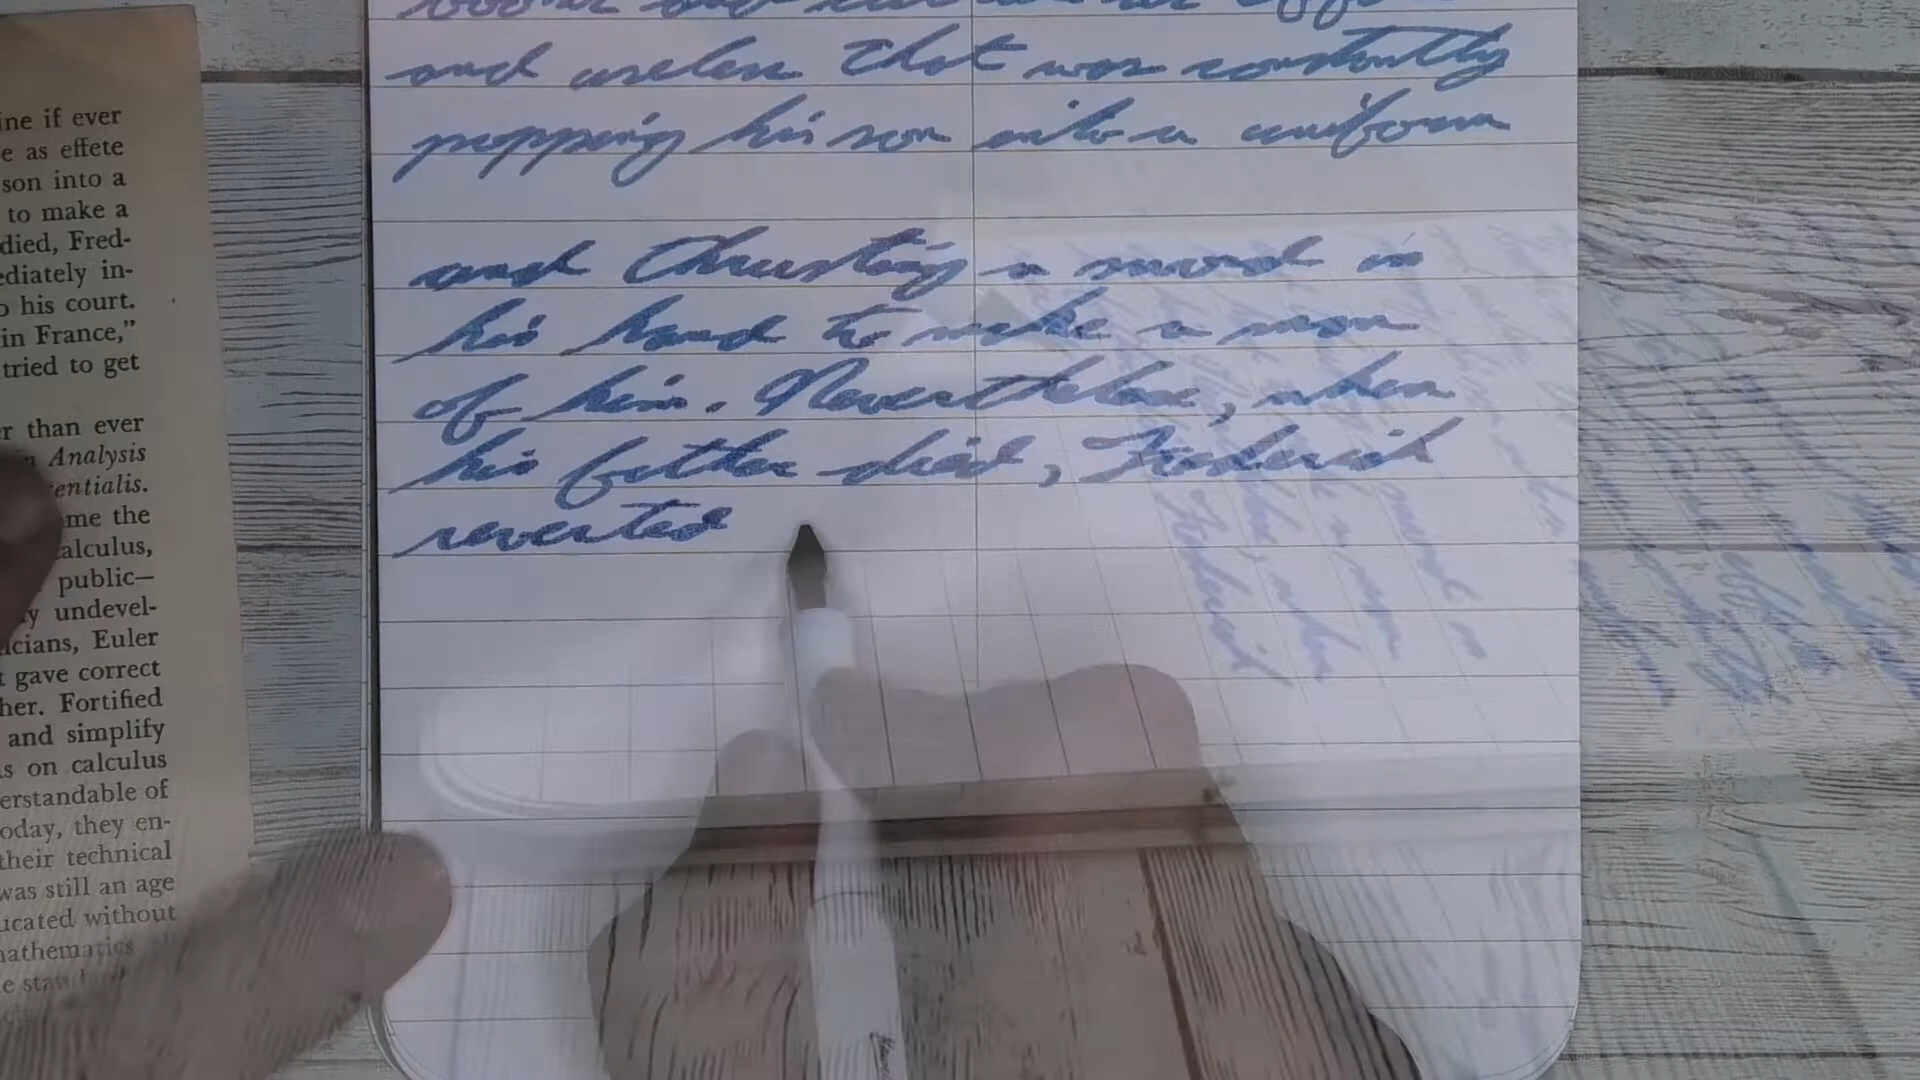 ine if ever
e as effete
son into a
to make a
died, Fred-
ediately in-
o his court.
in France,”
tried to get
r than ever
n Analysis
entialis.
me the
alculus,
public—
y undevel-
icians, Euler
t gave correct
her. Fortified
and simplify
s on calculus
erstandable of
oday, they en-
their technical
was still an age
ucated without
mathematics
and useless that was constantly
popping his son into a uniform
and thrusting a sword in
his hand to make a man
of him. Nevertheless, when
his father died, Frederick
reverted